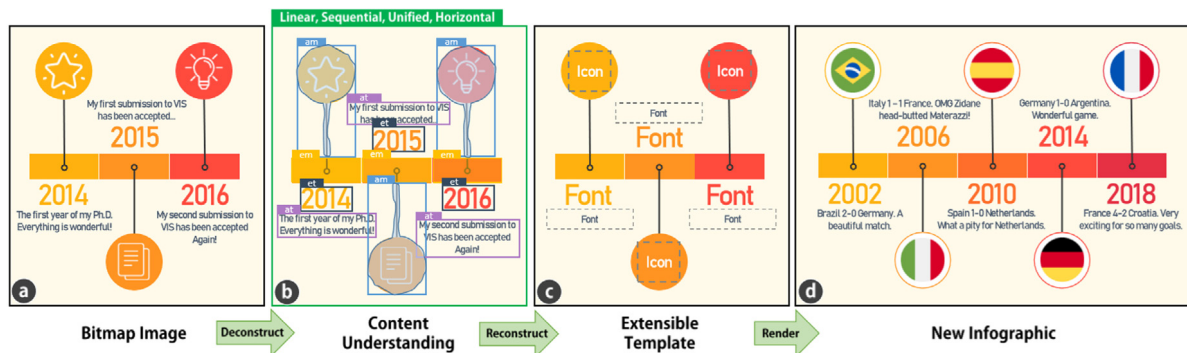 Linear, Sequential, Unified, Horizontal
My first submission to VIS
has been accepted...
2015
2014
The first year of my Ph.D.
Everything is wonderful!
2016
My second submission to
VIS has been accepted
Again!
a
am
am
at
My first submission to VIS
has been accepted
et
2015
em
em
em
et
2014
at
The first year of my Ph.D.
Everything is wonderful!
am
et
2016
at
My second submission to
VIS has been accepted
Again!
b
Icon
Icon
Font
Font
Font
Font
Font
Font
Icon
c
Italy 1-1 France. OMG Zidane
head-butted Materazzi!
2006
Germany 1-0 Argentina.
Wonderful game.
2014
2002
Brazil 2-0 Germany. A
beautiful match.
2010
Spain 1-0 Netherlands.
What a pity for Netherlands.
2018
France 4-2 Croatia. Very
exciting for so many goals.
d
Bitmap Image
Deconstruct
Content
Understanding
Reconstruct
Extensible
Template
Render
New Infographic